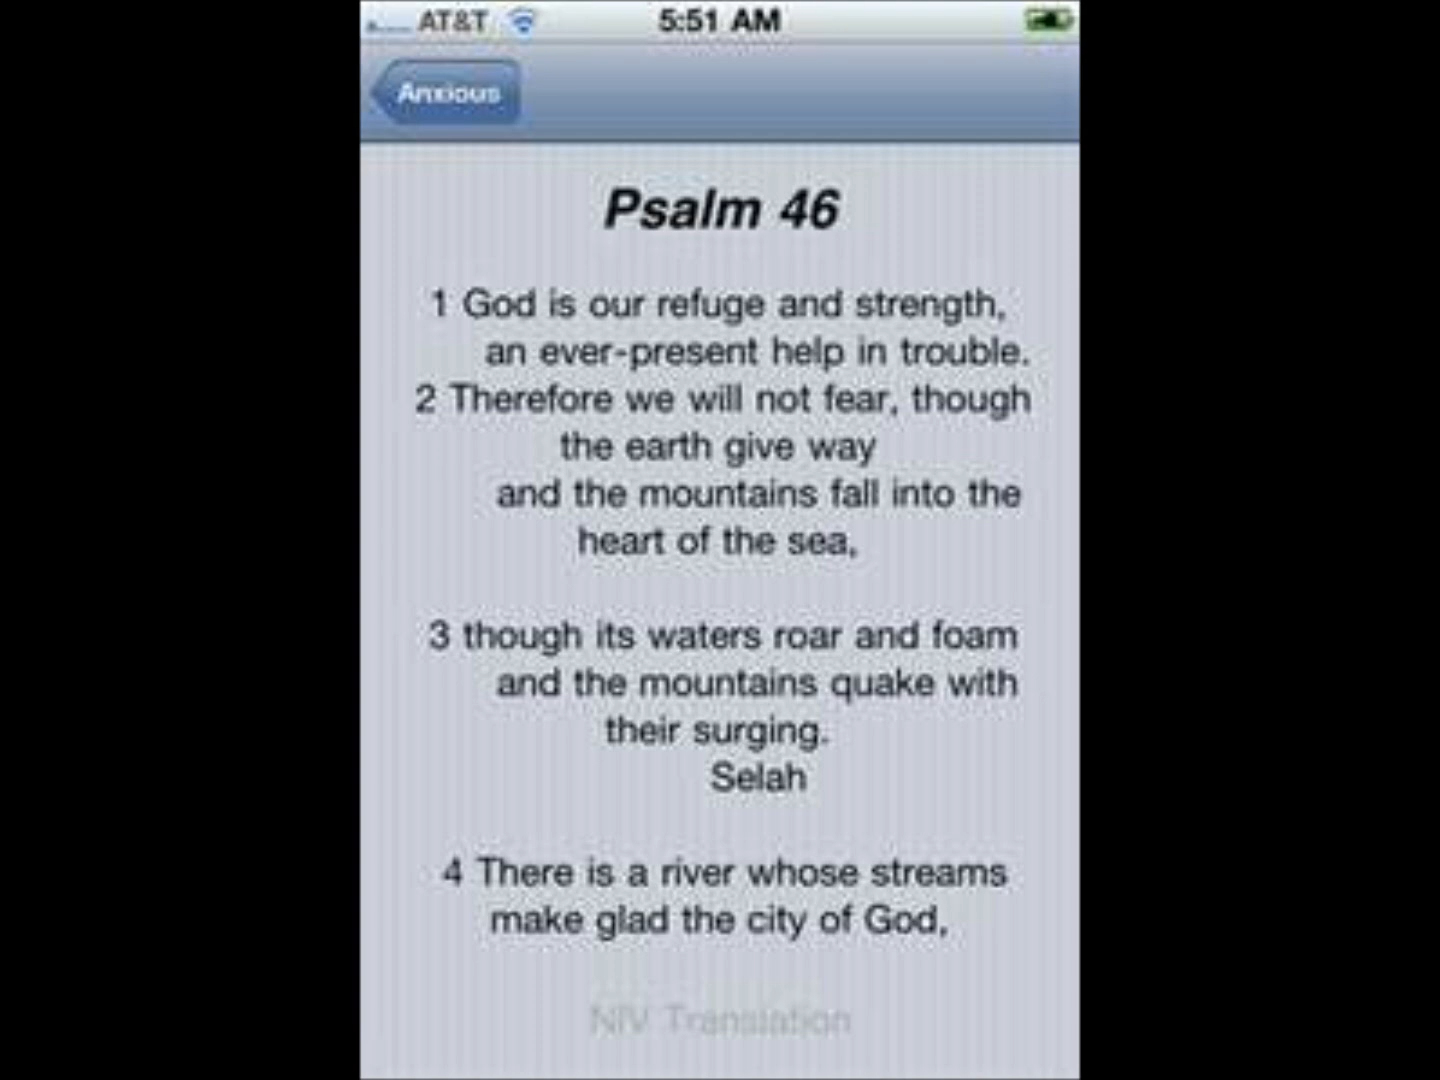 AT&T 5:51 AM
Anxious
Psalm 46
1 God is our refuge and strength,
an ever-present help in trouble.
2 Therefore we will not fear, though
the earth give way
and the mountains fall into the
heart of the sea,
3 though its waters roar and foam
and the mountains quake with
their surging.
Selah
4 There is a river whose streams
make glad the city of God,
NIV Translation